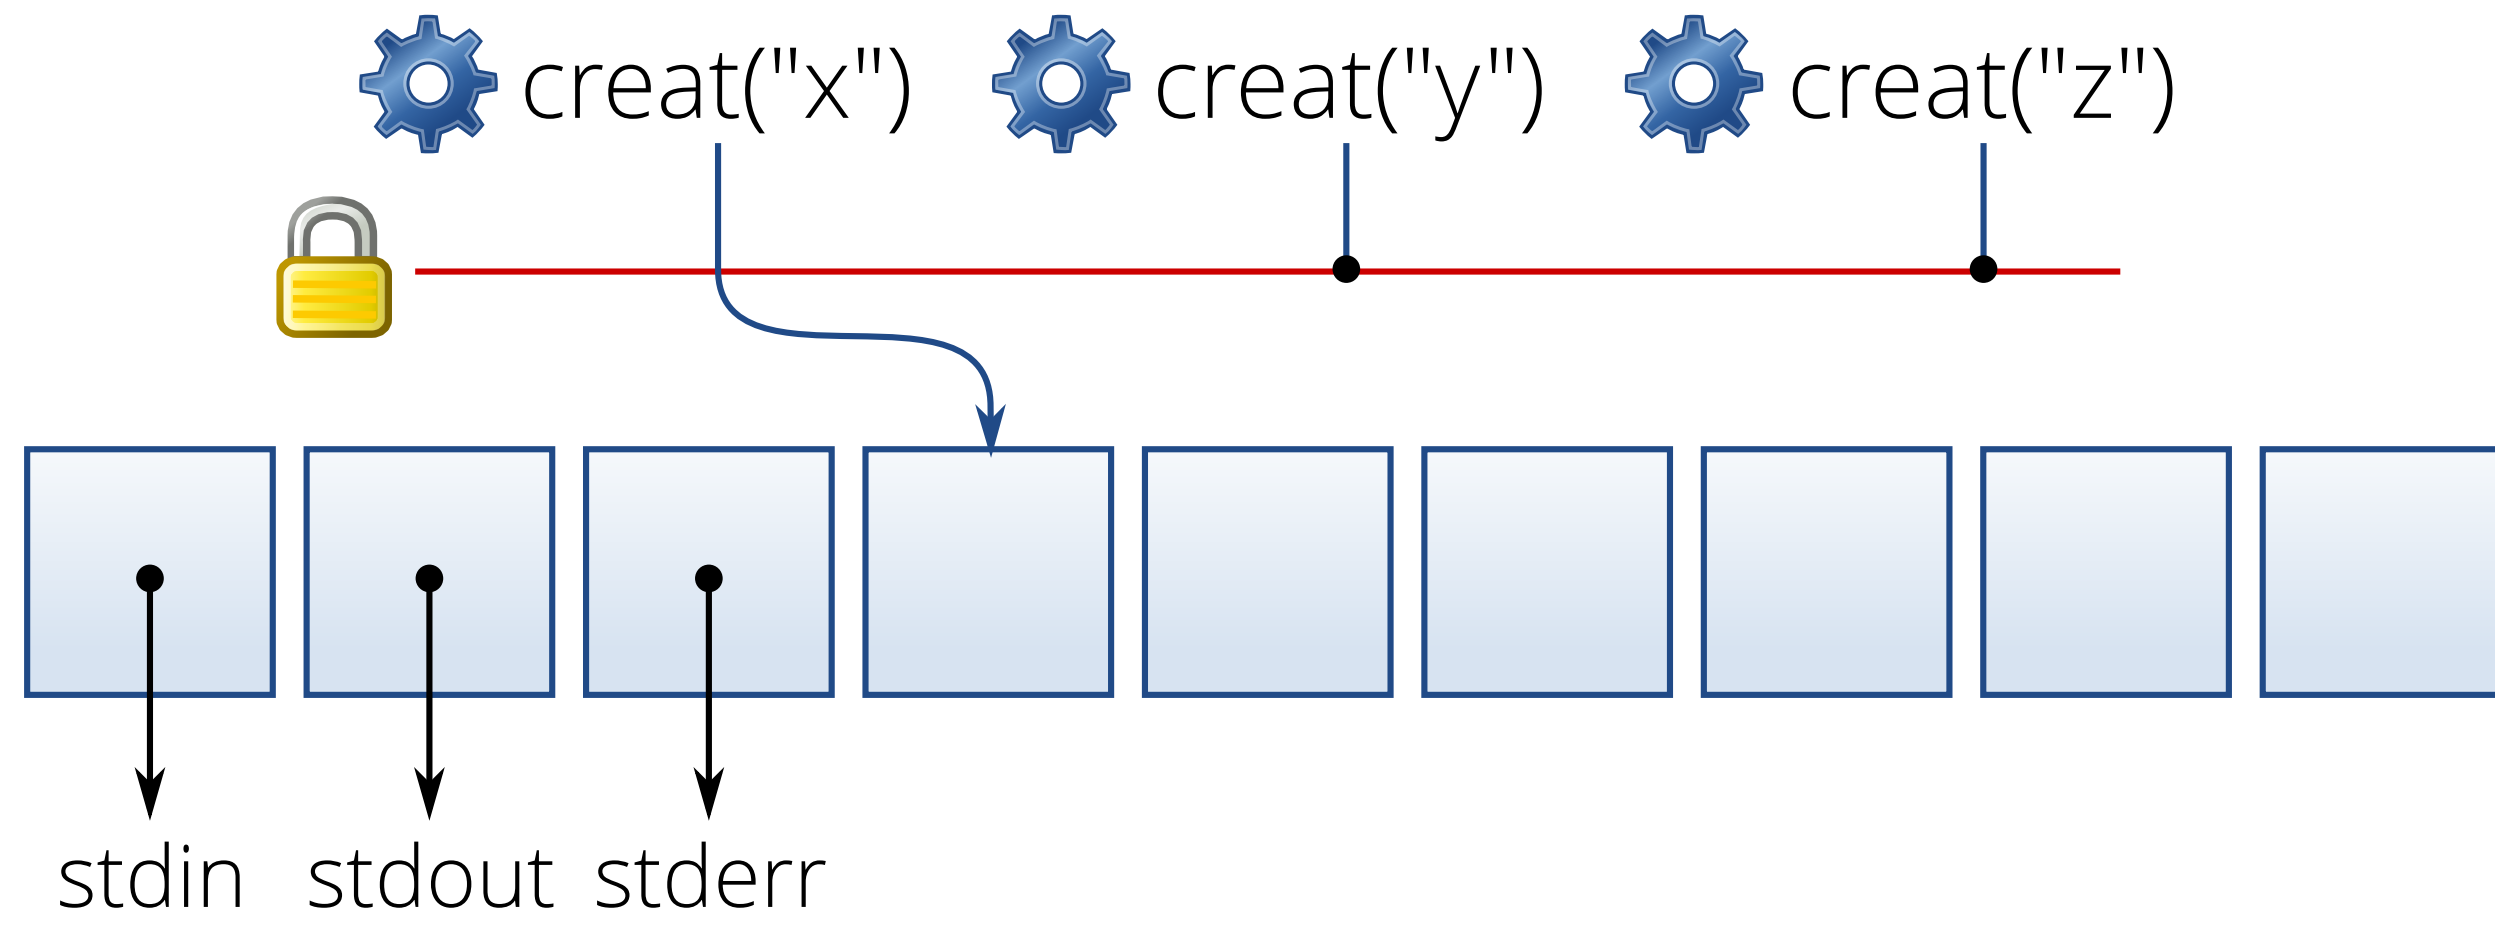 creat("x") creat("y") creat("z")
stdin stdout stderr